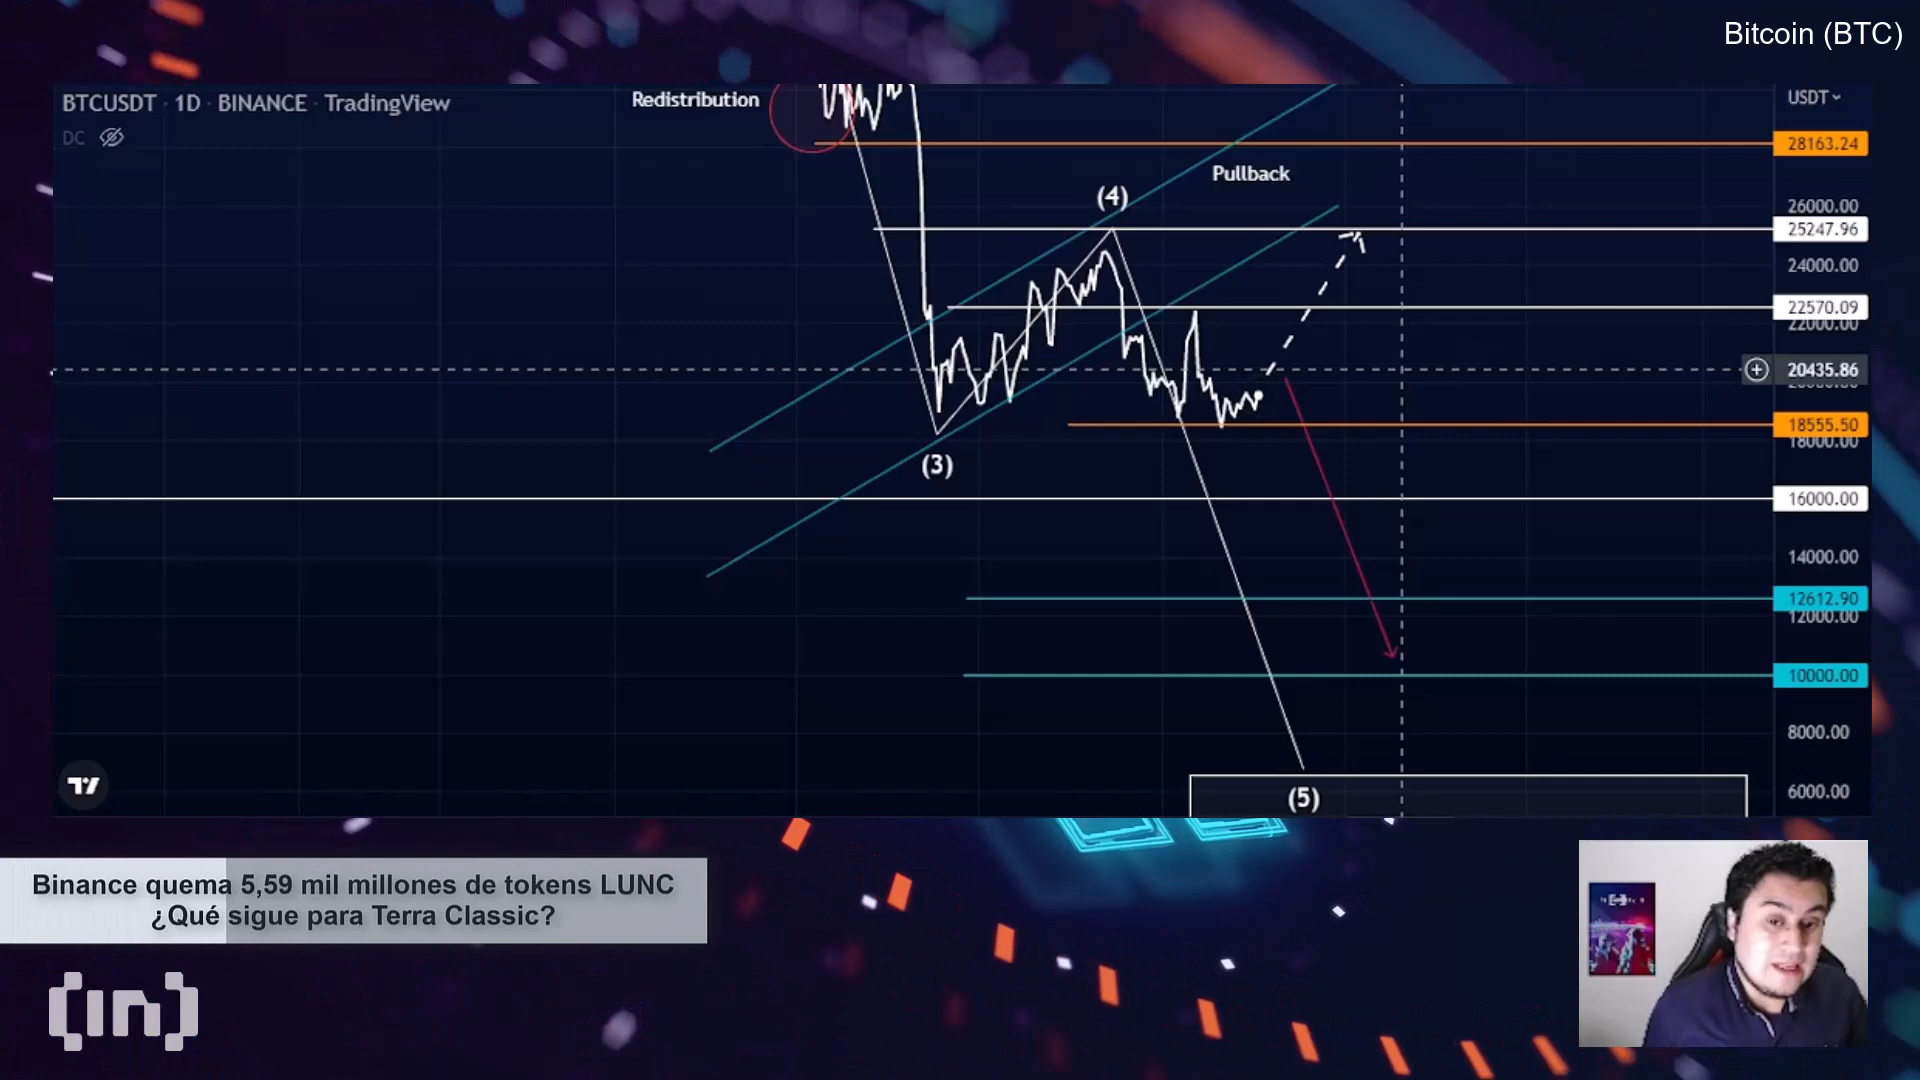 Bitcoin (BTC)
BTCUSDT · 1D · BINANCE · TradingView
DC
Redistribution
USDT
28163.24
Pullback
(4)
26000.00
25247.96
24000.00
22570.09
22000.00
20435.86
18555.50
18000.00
(3)
16000.00
14000.00
12612.90
12000.00
10000.00
8000.00
6000.00
(5)
Binance quema 5,59 mil millones de tokens LUNC
¿Qué sigue para Terra Classic?
[in]